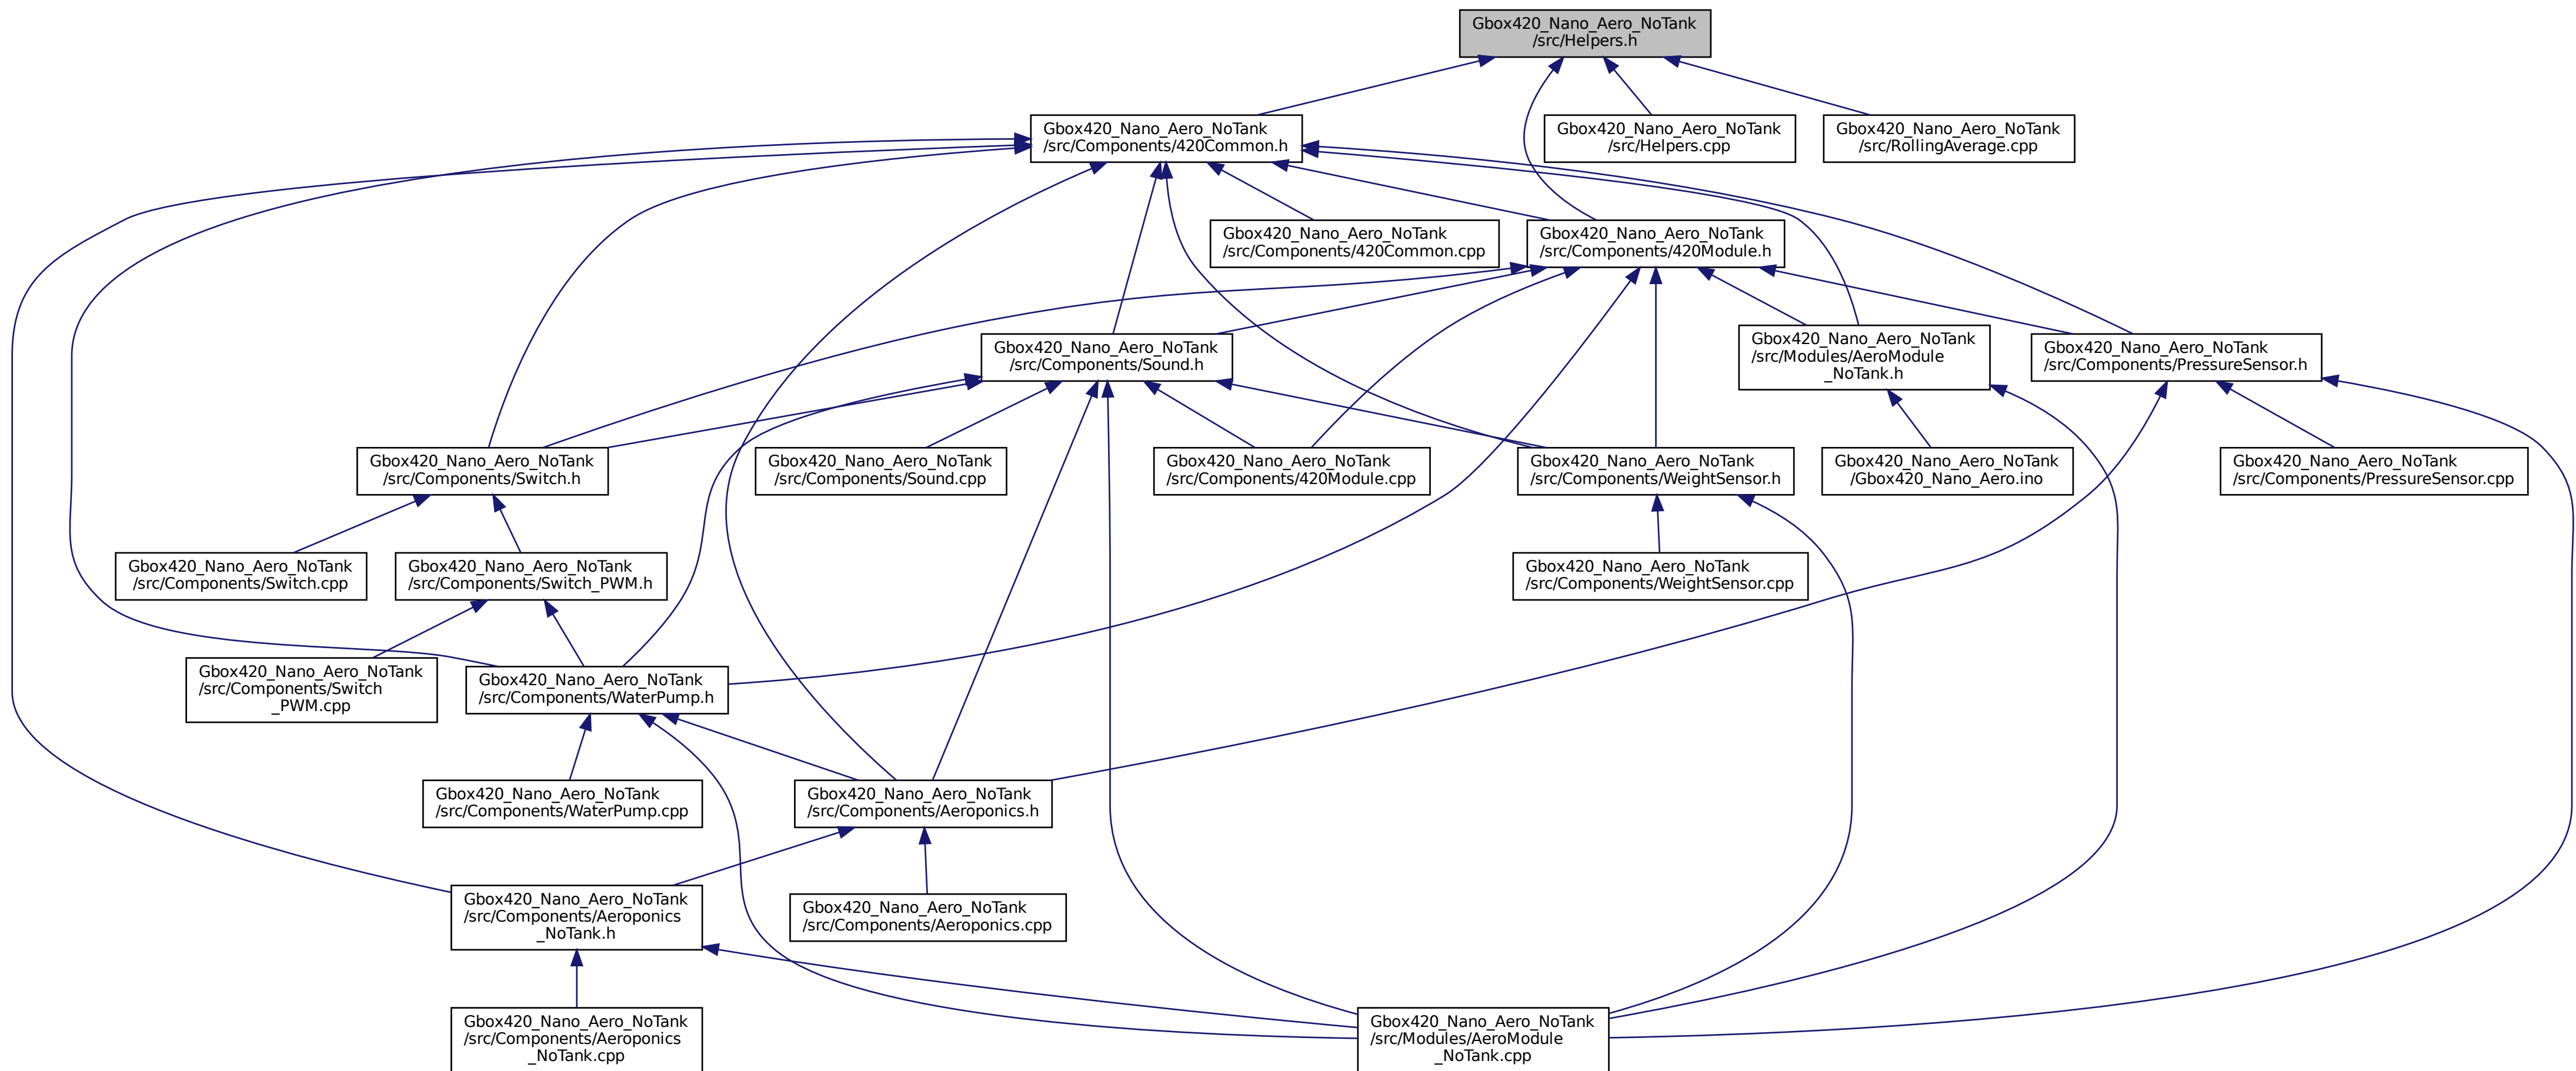 Gbox420_Nano_Aero_NoTank
/src/Helpers.h
Gbox420_Nano_Aero_NoTank
/src/Components/420Common.h
Gbox420_Nano_Aero_NoTank
/src/Helpers.cpp
Gbox420_Nano_Aero_NoTank
/src/RollingAverage.cpp
Gbox420_Nano_Aero_NoTank
/src/Components/420Common.cpp
Gbox420_Nano_Aero_NoTank
/src/Components/420Module.h
Gbox420_Nano_Aero_NoTank
/src/Components/Sound.h
Gbox420_Nano_Aero_NoTank
/src/Modules/AeroModule
_NoTank.h
Gbox420_Nano_Aero_NoTank
/src/Components/PressureSensor.h
Gbox420_Nano_Aero_NoTank
/src/Components/Switch.h
Gbox420_Nano_Aero_NoTank
/src/Components/Sound.cpp
Gbox420_Nano_Aero_NoTank
/src/Components/420Module.cpp
Gbox420_Nano_Aero_NoTank
/src/Components/WeightSensor.h
Gbox420_Nano_Aero_NoTank
/Gbox420_Nano_Aero.ino
Gbox420_Nano_Aero_NoTank
/src/Components/PressureSensor.cpp
Gbox420_Nano_Aero_NoTank
/src/Components/Switch.cpp
Gbox420_Nano_Aero_NoTank
/src/Components/Switch_PWM.h
Gbox420_Nano_Aero_NoTank
/src/Components/WeightSensor.cpp
Gbox420_Nano_Aero_NoTank
/src/Components/Switch
_PWM.cpp
Gbox420_Nano_Aero_NoTank
/src/Components/WaterPump.h
Gbox420_Nano_Aero_NoTank
/src/Components/WaterPump.cpp
Gbox420_Nano_Aero_NoTank
/src/Components/Aeroponics.h
Gbox420_Nano_Aero_NoTank
/src/Components/Aeroponics
_NoTank.h
Gbox420_Nano_Aero_NoTank
/src/Components/Aeroponics.cpp
Gbox420_Nano_Aero_NoTank
/src/Components/Aeroponics
_NoTank.cpp
Gbox420_Nano_Aero_NoTank
/src/Modules/AeroModule
_NoTank.cpp